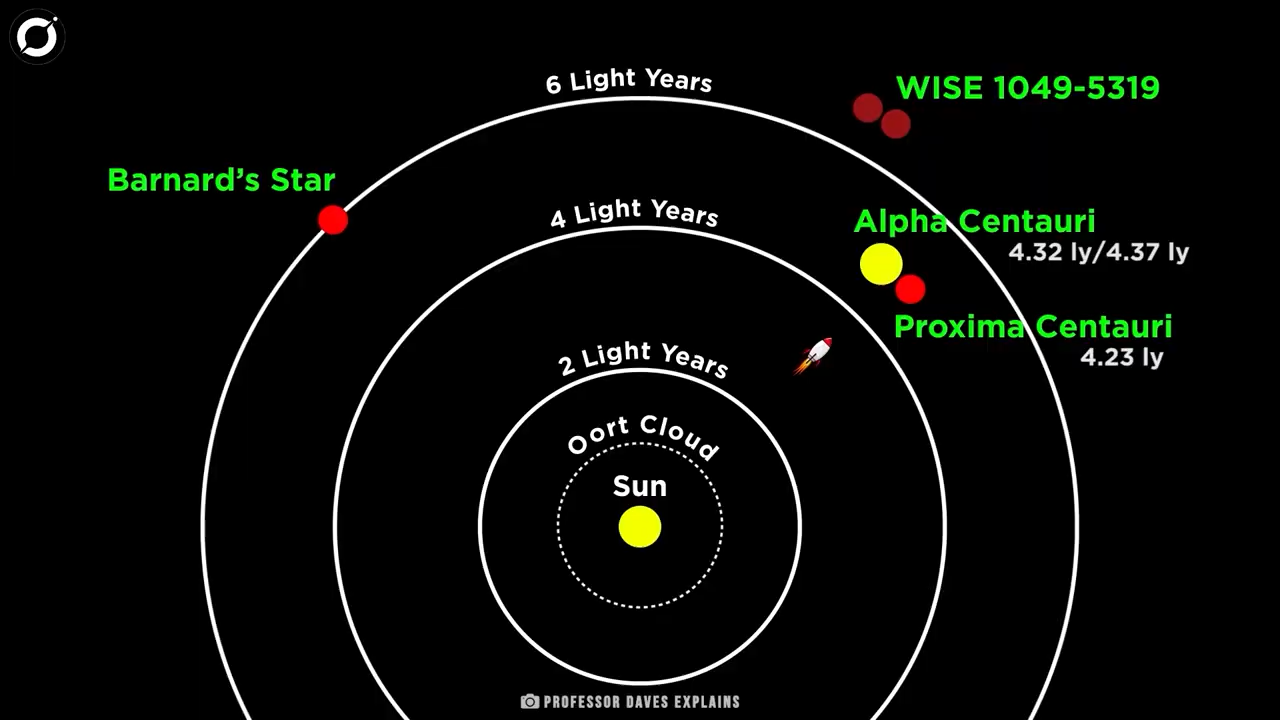 6 Light Years
WISE 1049-5319
Barnard’s Star
4 Light Years
Alpha Centauri
4.32 ly/4.37 ly
Proxima Centauri
4.23 ly
2 Light Years
Oort Cloud
Sun
PROFESSOR DAVES EXPLAINS